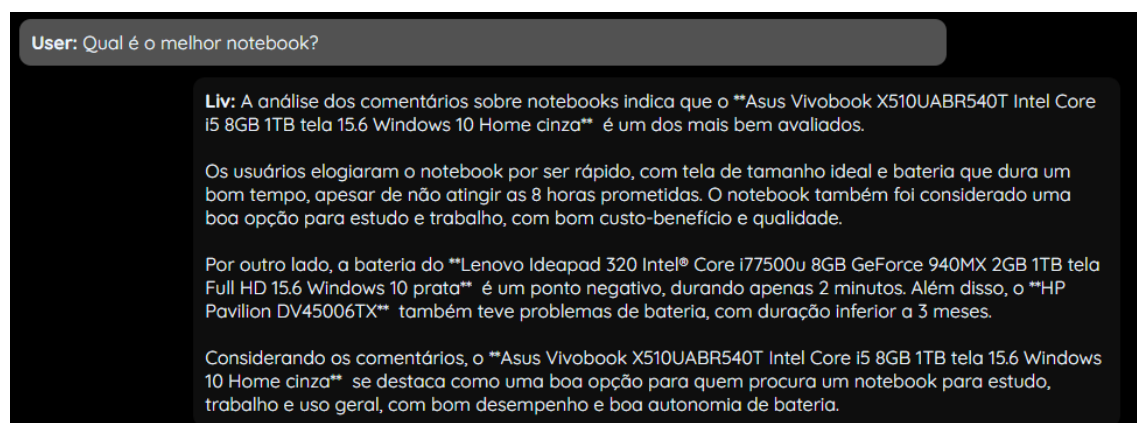 User: Qual é o melhor notebook?
Liv: A análise dos comentários sobre notebooks indica que o **Asus Vivobook X510UABR540T Intel Core
i5 8GB 1TB tela 15.6 Windows 10 Home cinza**  é um dos mais bem avaliados.
Os usuários elogiaram o notebook por ser rápido, com tela de tamanho ideal e bateria que dura um
bom tempo, apesar de não atingir as 8 horas prometidas. O notebook também foi considerado uma
boa opção para estudo e trabalho, com bom custo-benefício e qualidade.
Por outro lado, a bateria do **Lenovo Ideapad 320 Intel® Core i77500u 8GB GeForce 940MX 2GB 1TB tela
Full HD 15.6 Windows 10 prata**  é um ponto negativo, durando apenas 2 minutos. Além disso, o **HP
Pavilion DV45006TX**  também teve problemas de bateria, com duração inferior a 3 meses.
Considerando os comentários, o **Asus Vivobook X510UABR540T Intel Core i5 8GB 1TB tela 15.6 Windows
10 Home cinza**  se destaca como uma boa opção para quem procura um notebook para estudo,
trabalho e uso geral, com bom desempenho e boa autonomia de bateria.